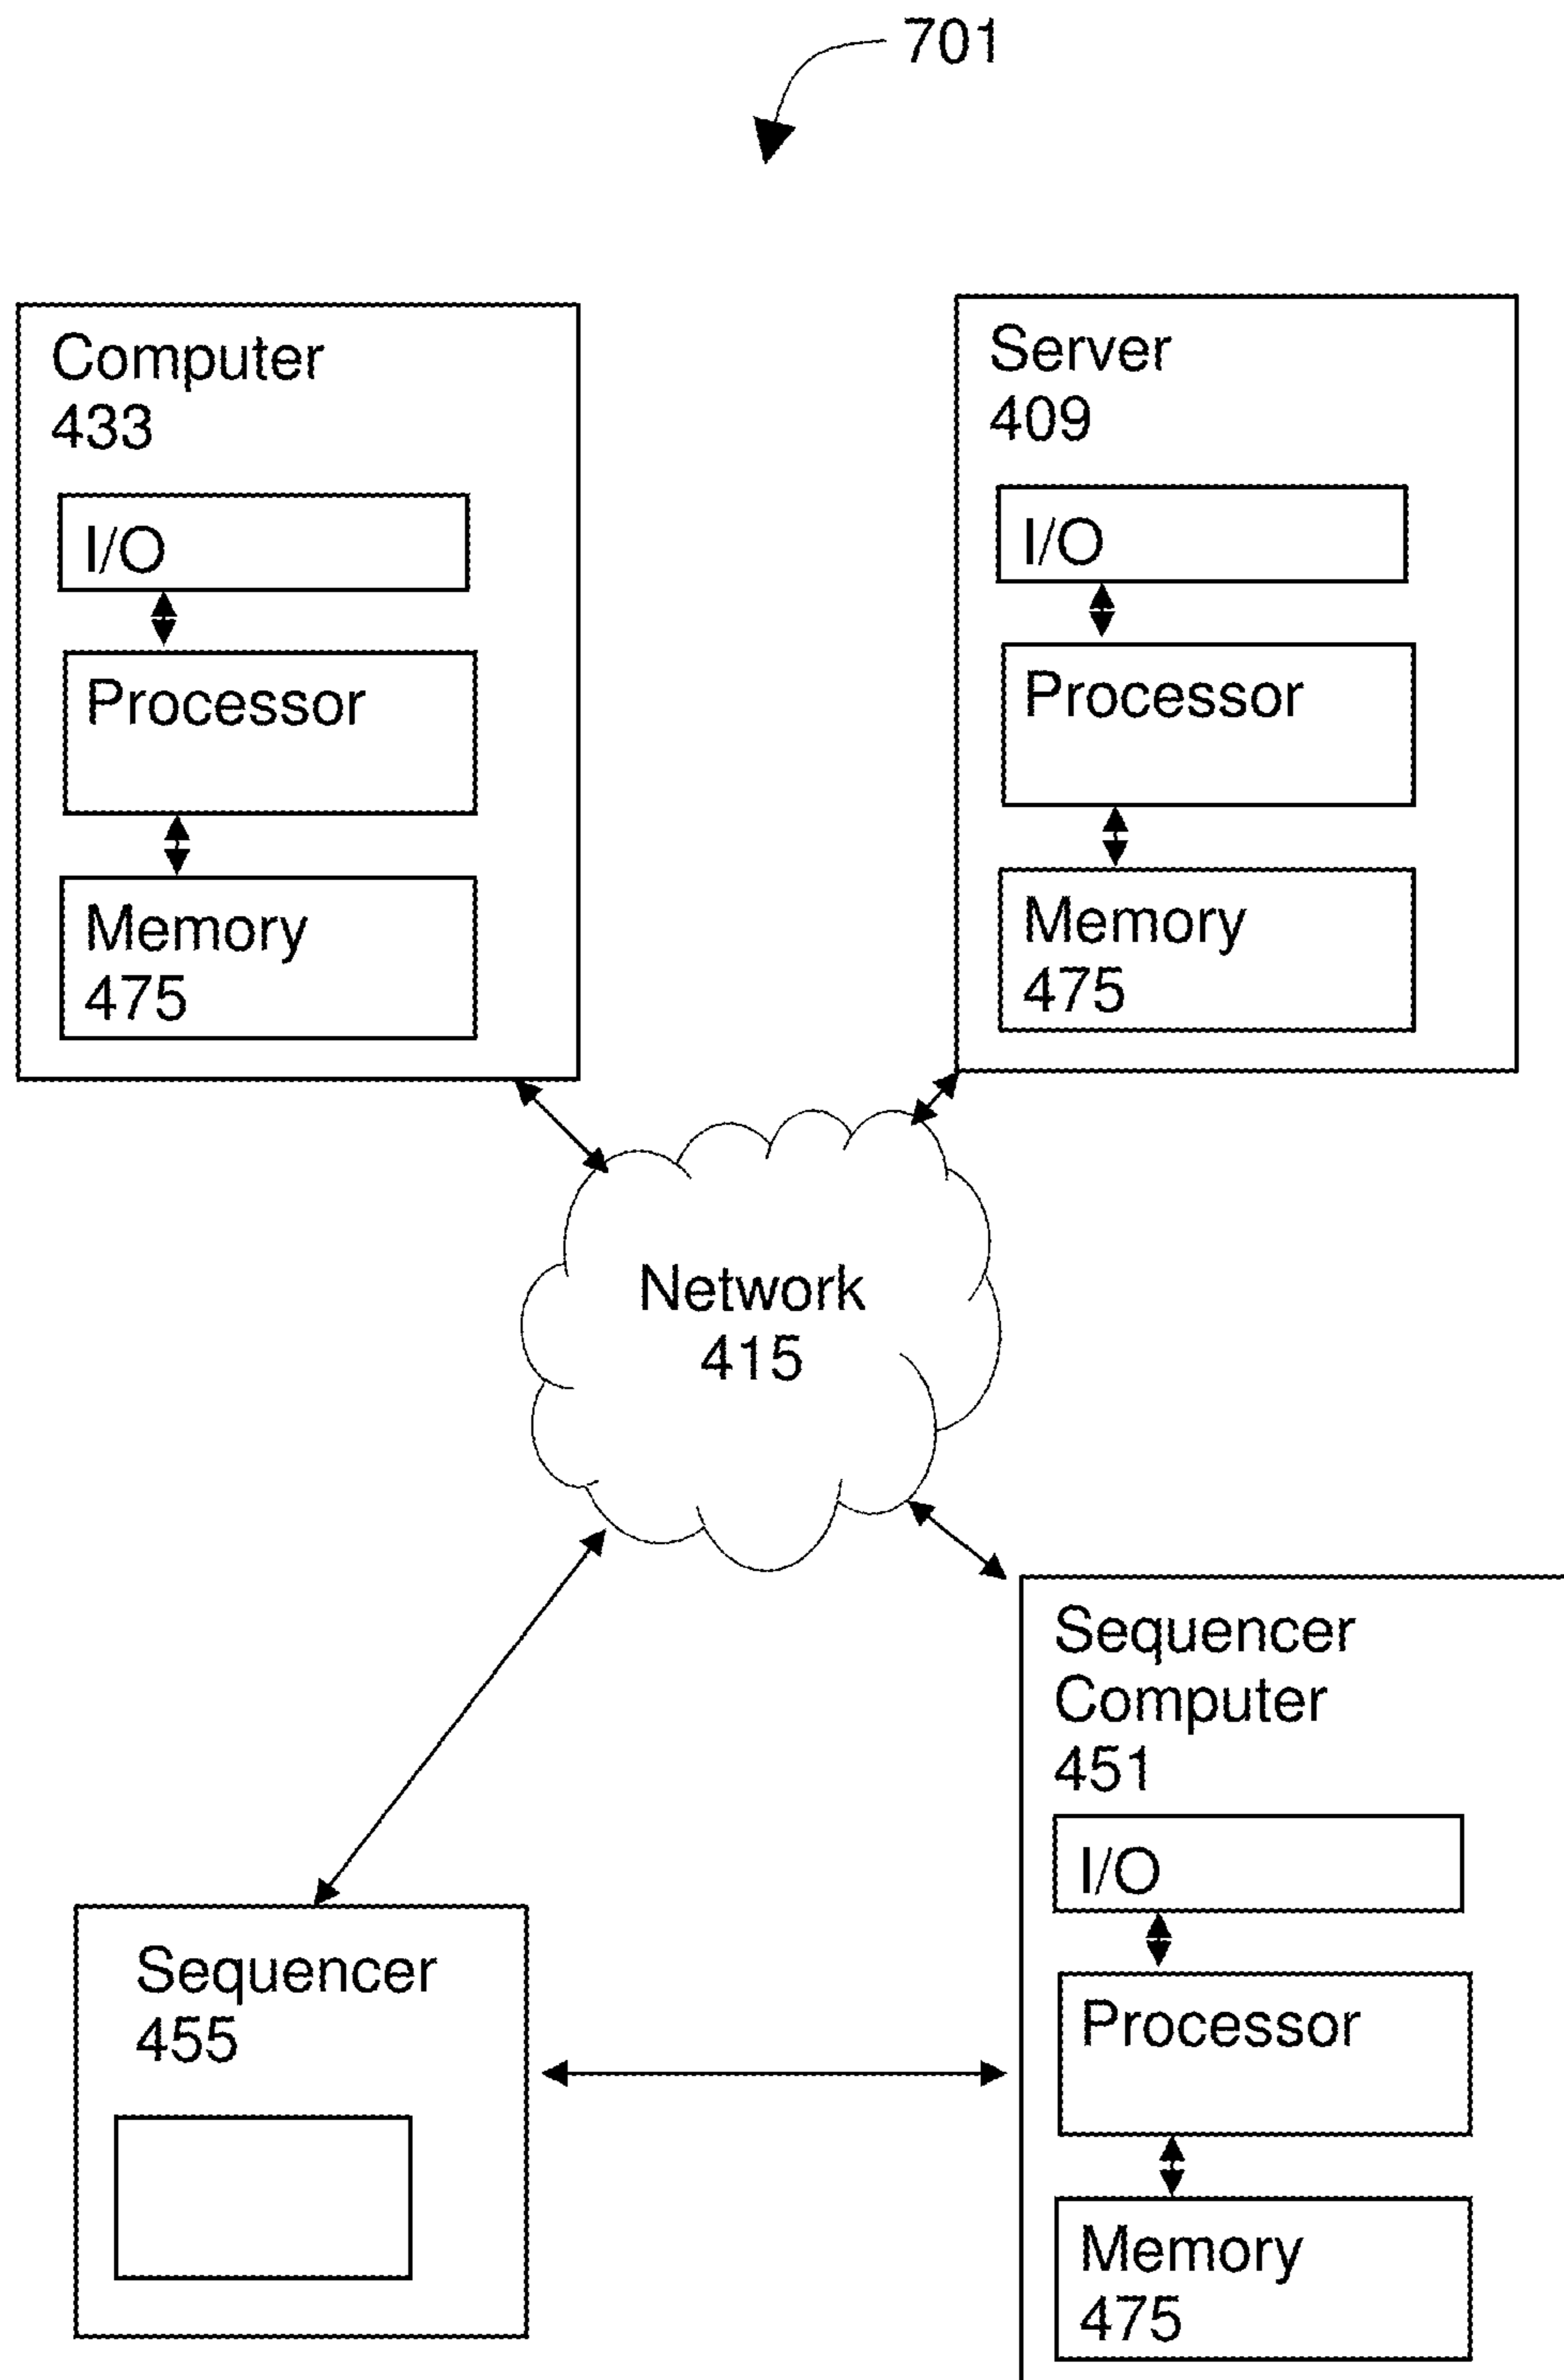 701
Computer
433
I/O
Processor
Memory
475
Server
409
I/O
Processor
Memory
475
Network
415
Sequencer
455
Sequencer
Computer
451
I/O
Processor
Memory
475